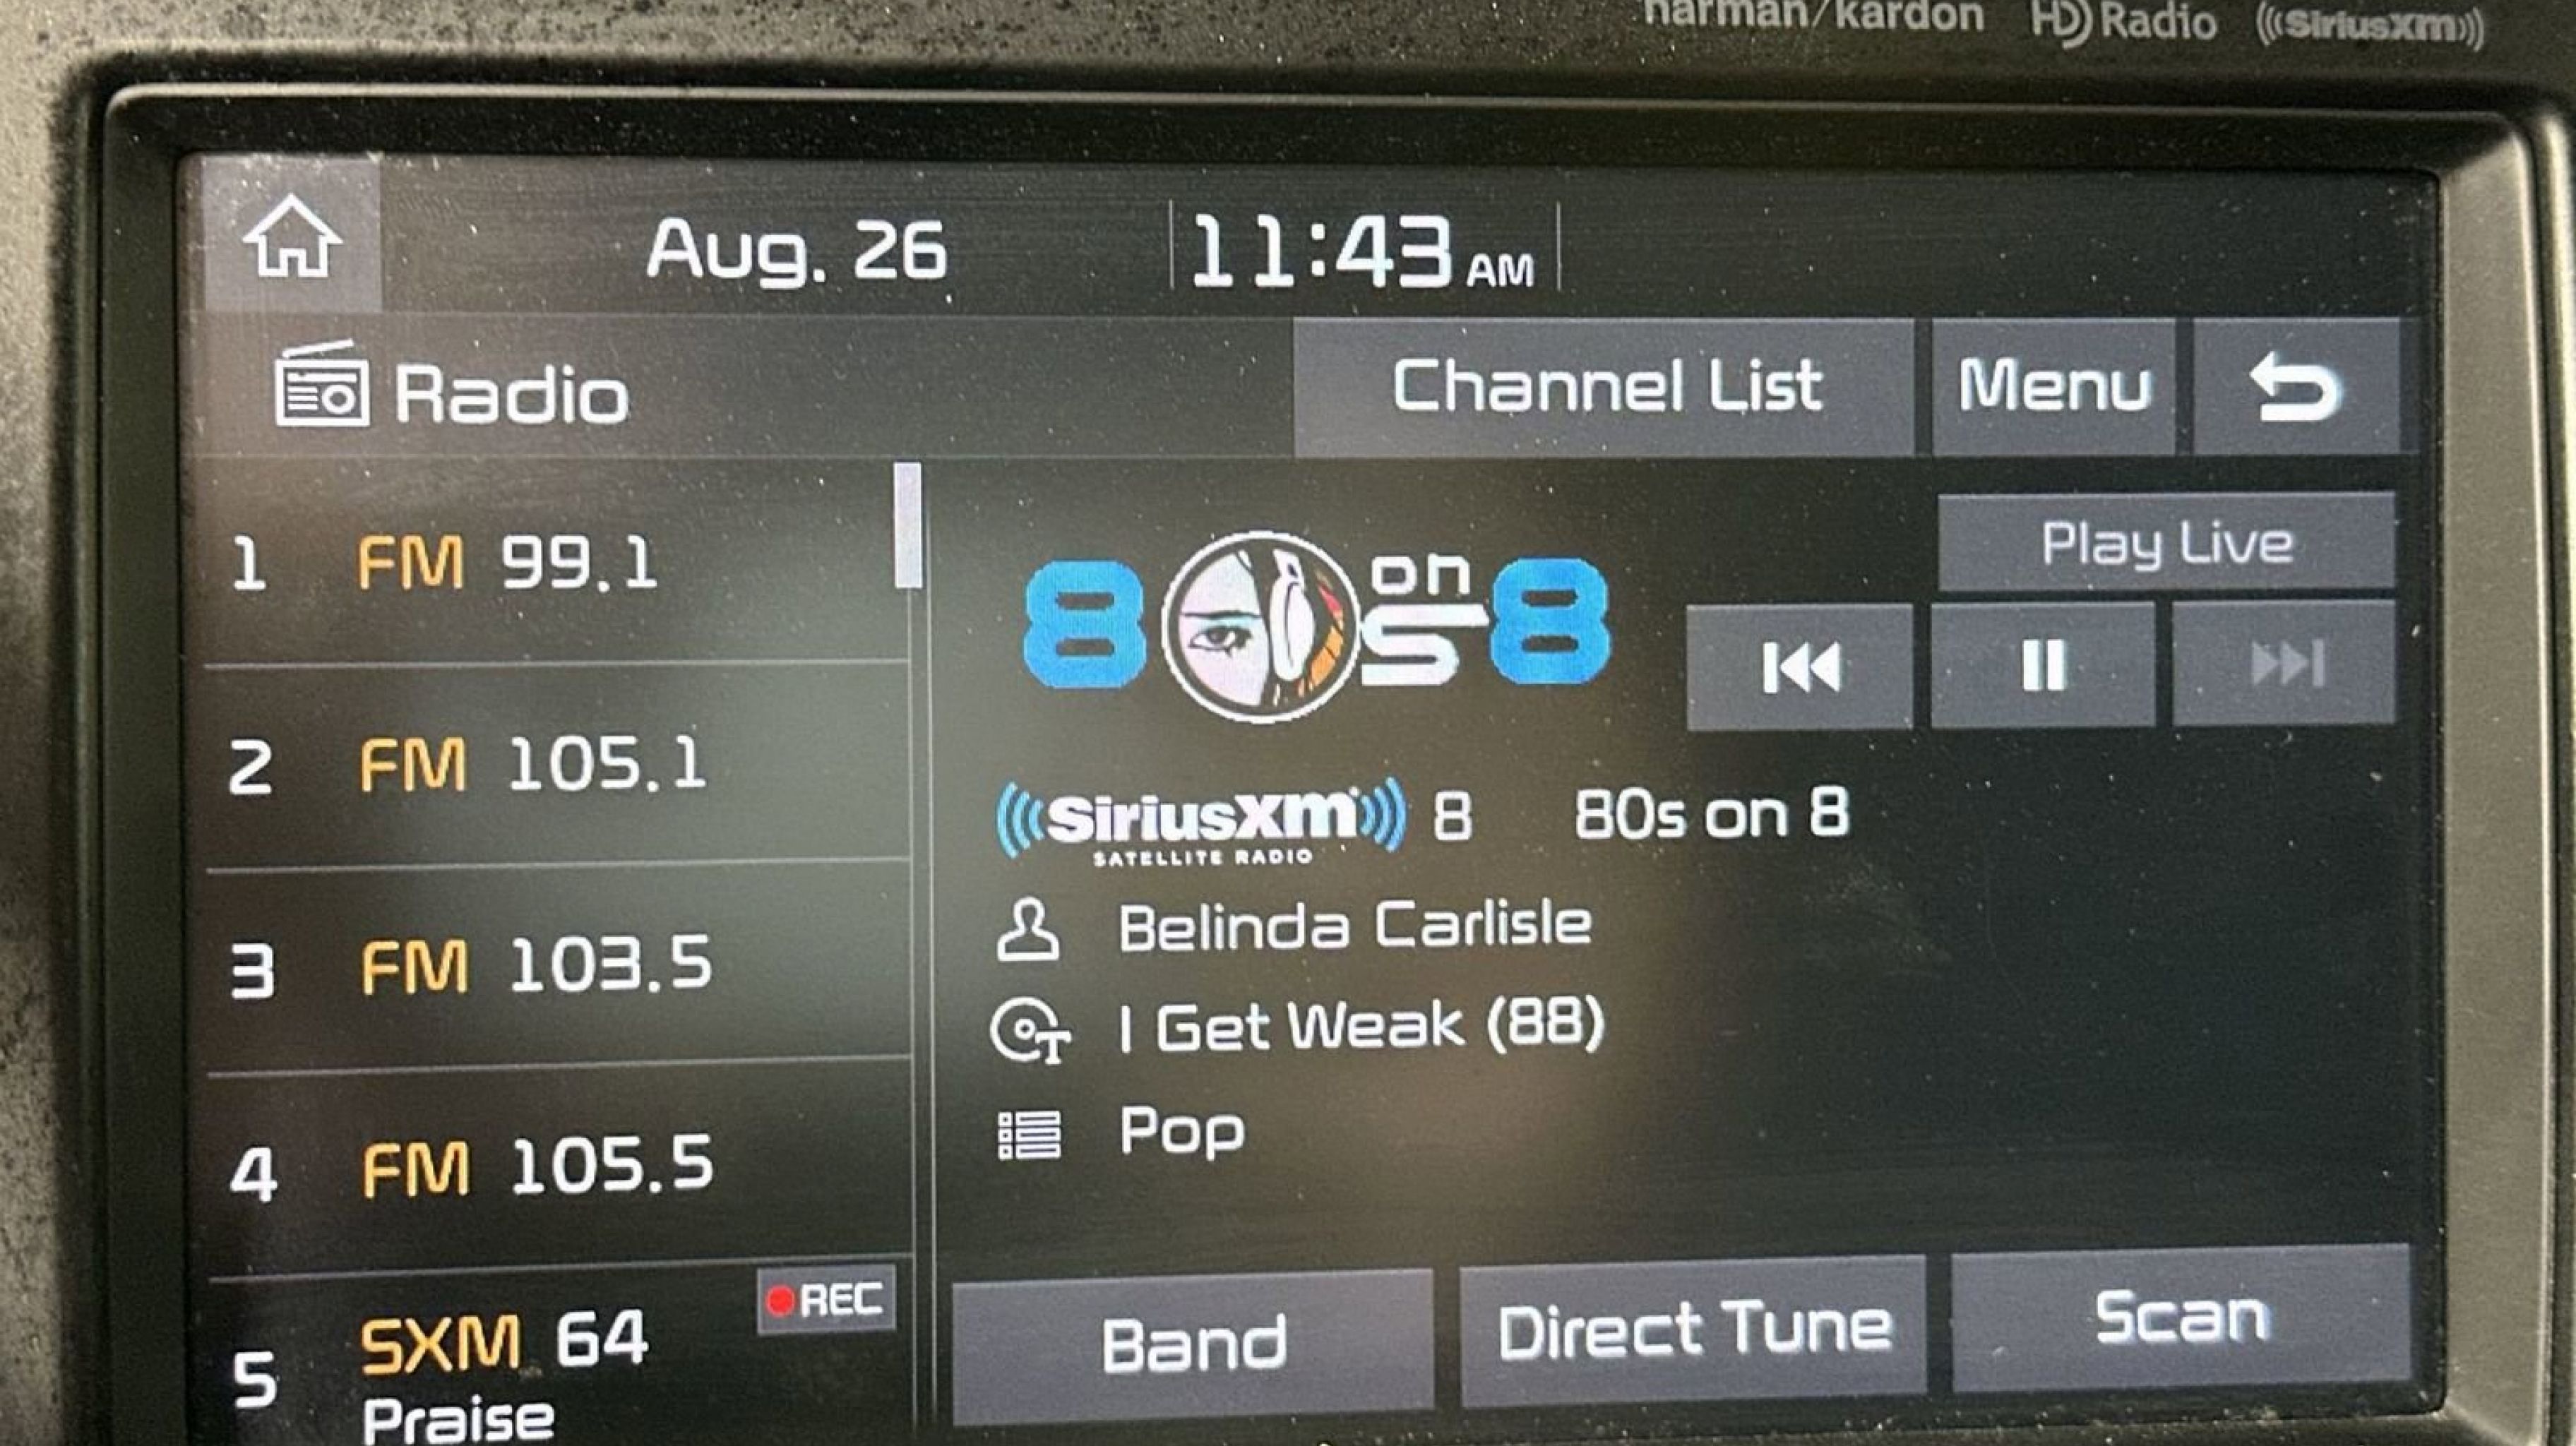 harman/kardon HD Radio SiriusXM
Aug. 26 11:43 AM
Radio Channel List Menu
1 FM 99.1
2 FM 105.1
3 FM 103.5
4 FM 105.5
5 SXM 64 REC
Praise
80s on 8
Play Live
SiriusXM 8 80s on 8
SATELLITE RADIO
Belinda Carlisle
I Get Weak (88)
Pop
Band Direct Tune Scan